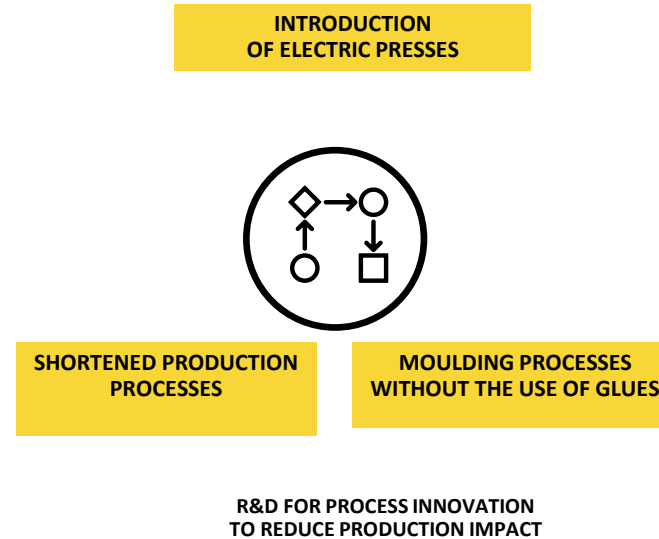 INTRODUCTION
OF ELECTRIC PRESSES
SHORTENED PRODUCTION
PROCESSES
MOULDING PROCESSES
WITHOUT THE USE OF GLUES
R&D FOR PROCESS INNOVATION
TO REDUCE PRODUCTION IMPACT